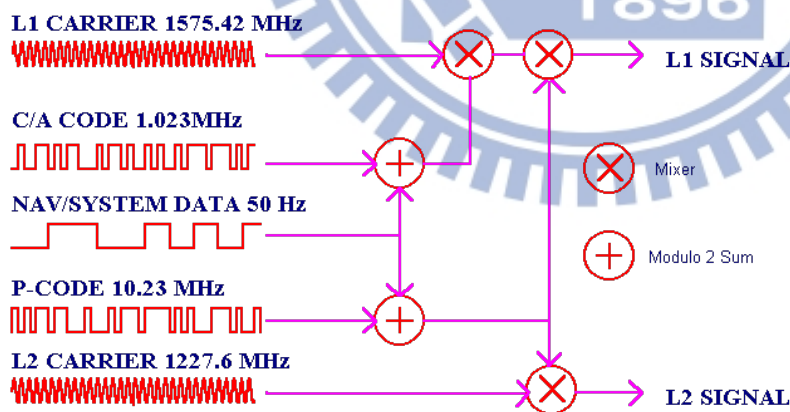 L1 CARRIER 1575.42 MHz
L1 SIGNAL
C/A CODE 1.023MHz
Mixer
NAV/SYSTEM DATA 50 Hz
Modulo 2 Sum
P-CODE 10.23 MHz
L2 CARRIER 1227.6 MHz
L2 SIGNAL
1896